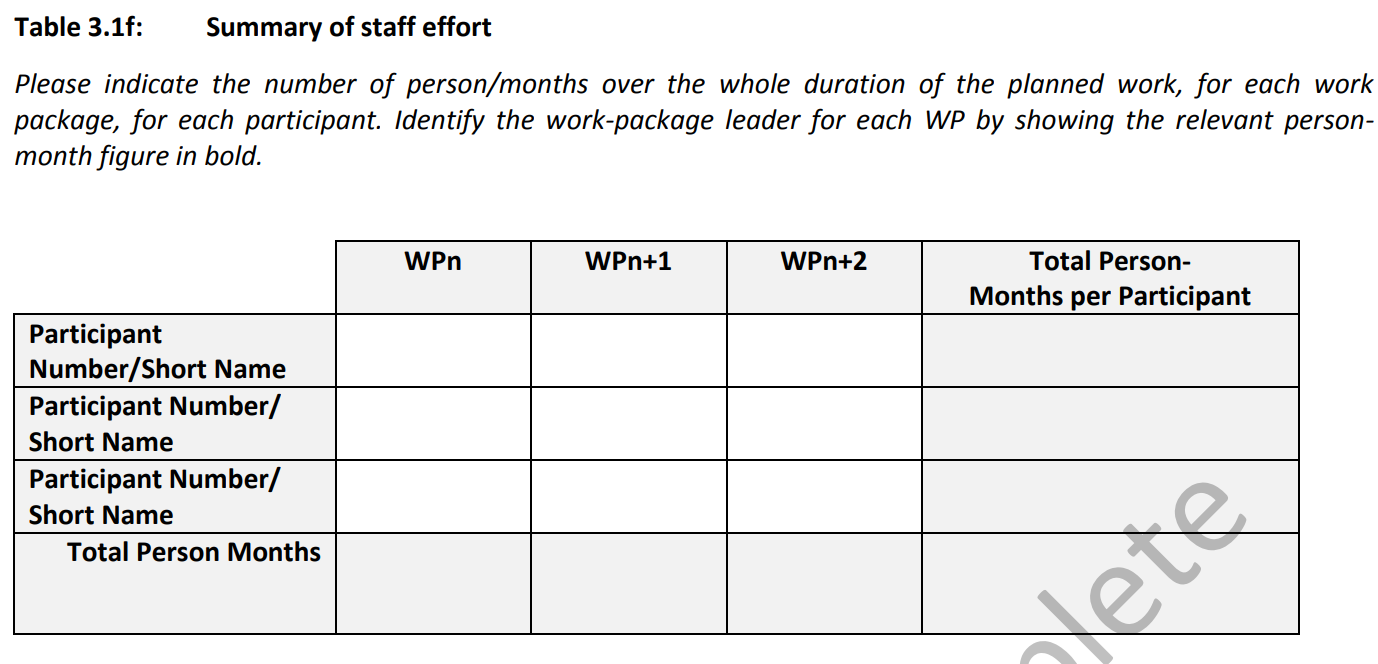 Table 3.1f: Summary of staff effort
Please indicate the number of person/months over the whole duration of the planned work, for each work
package, for each participant. Identify the work-package leader for each WP by showing the relevant person-
month figure in bold.
WPn WPn+1 WPn+2 Total Person-
Months per Participant
Participant
Number/Short Name
Participant Number/
Short Name
Participant Number/
Short Name
Total Person Months